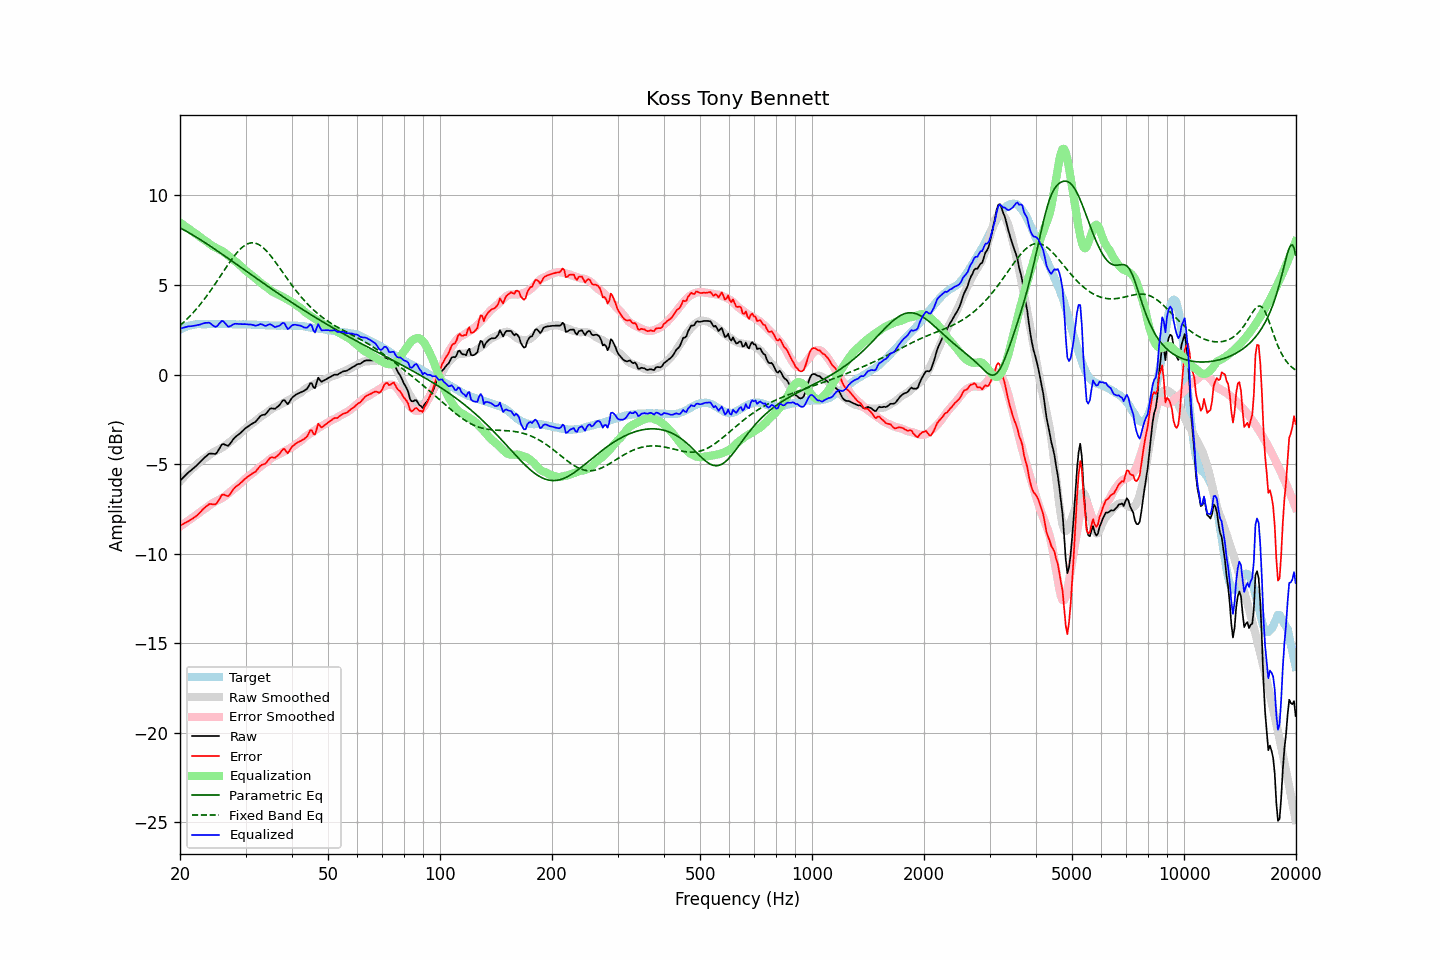 Koss Tony Bennett
Amplitude (dBr)
10
5
0
−5
−10
−15
−20
−25
Target
Raw Smoothed
Error Smoothed
Raw
Error
Equalization
Parametric Eq
Fixed Band Eq
Equalized
20 50 100 200 500 1000 2000 5000 10000 20000
Frequency (Hz)